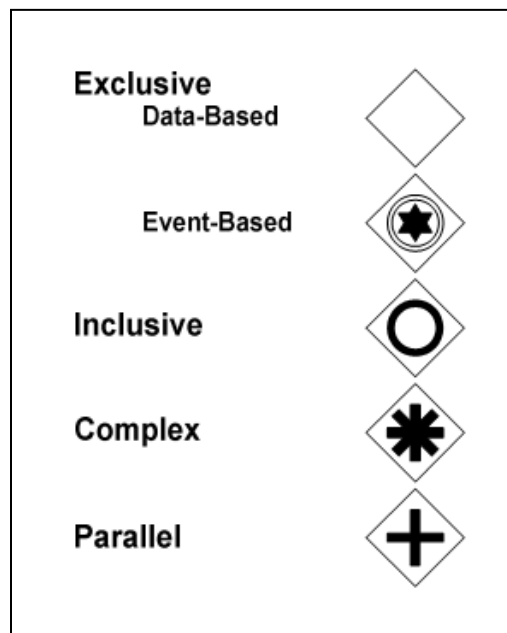 Exclusive
Data-Based
Event-Based
Inclusive
Complex
Parallel